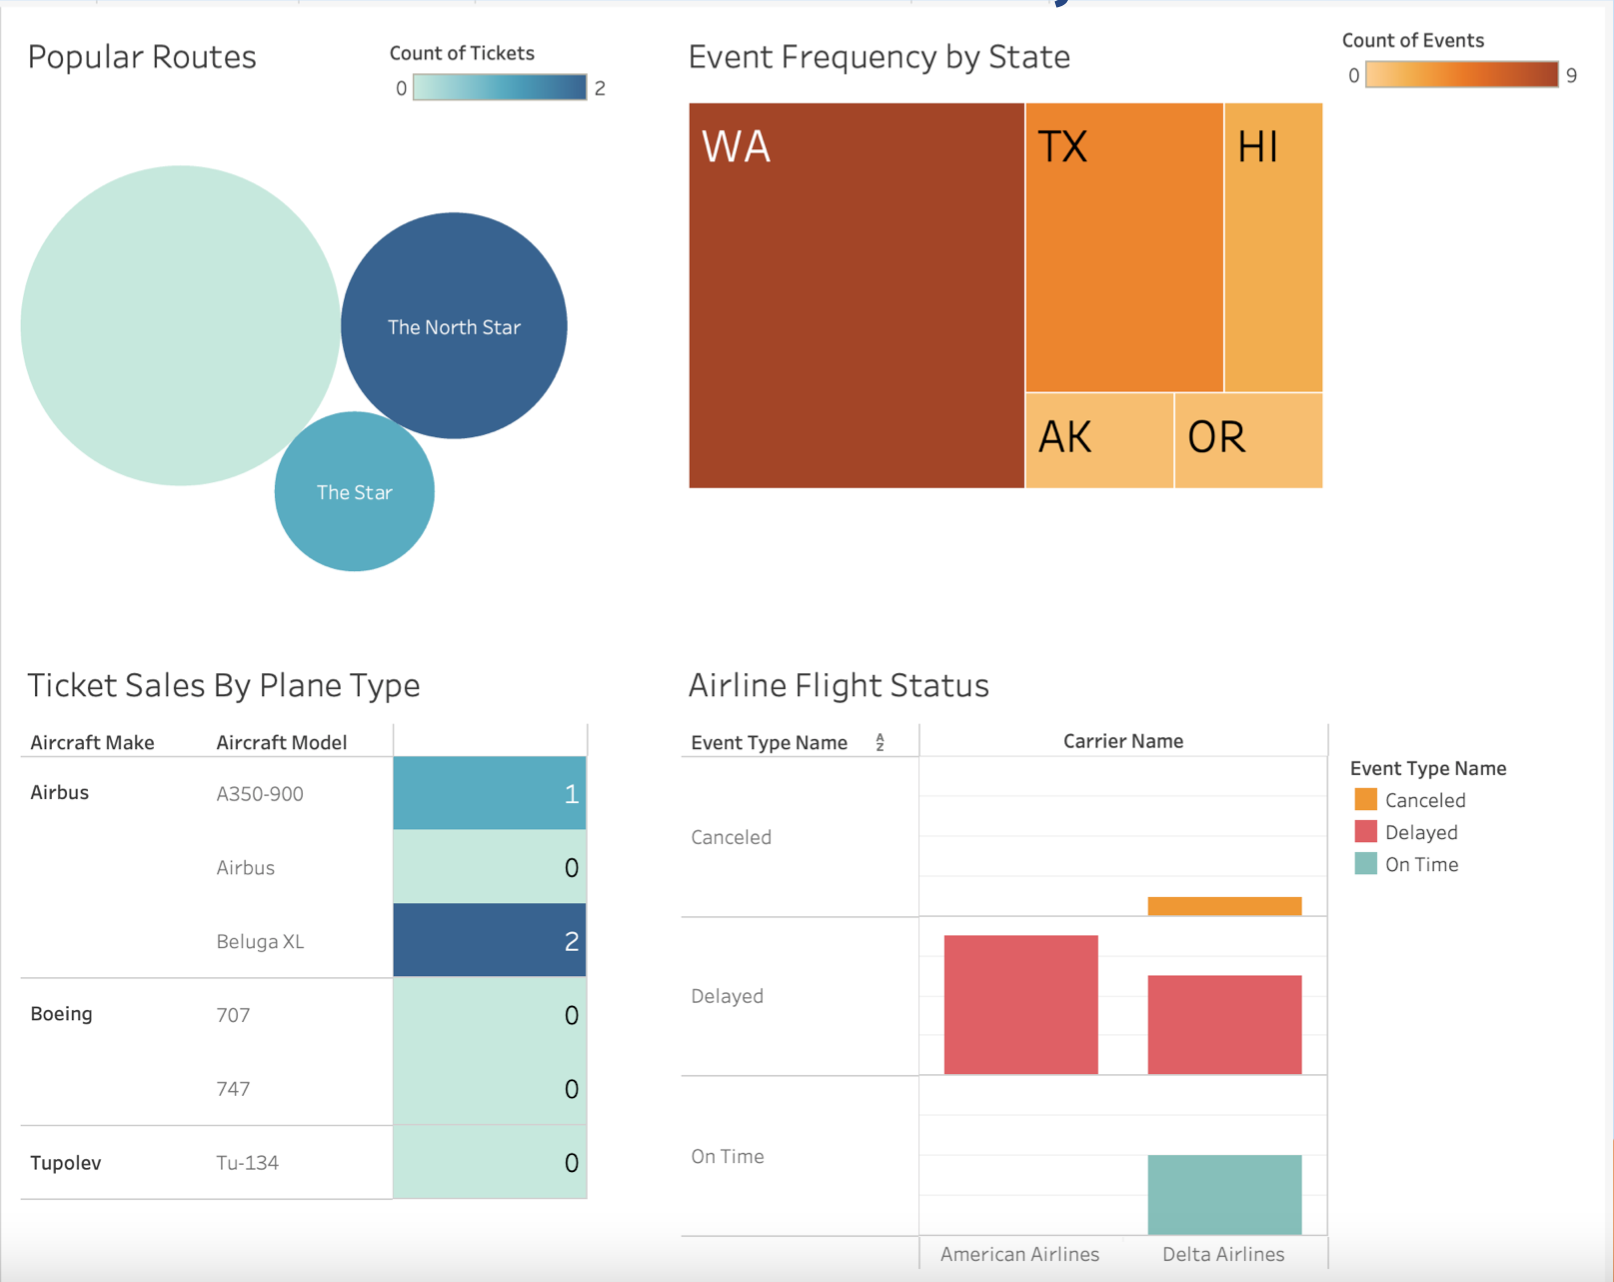 Popular Routes
Count of Tickets
0 2
The North Star
The Star
Event Frequency by State
Count of Events
0 9
WA
TX
HI
AK
OR
Ticket Sales By Plane Type
Aircraft Make Aircraft Model
Airbus A350-900 1
Airbus 0
Beluga XL 2
Boeing 707 0
747 0
Tupolev Tu-134 0
Airline Flight Status
Event Type Name AZ Carrier Name
Canceled
Delayed
On Time
American Airlines Delta Airlines
Event Type Name
Canceled
Delayed
On Time